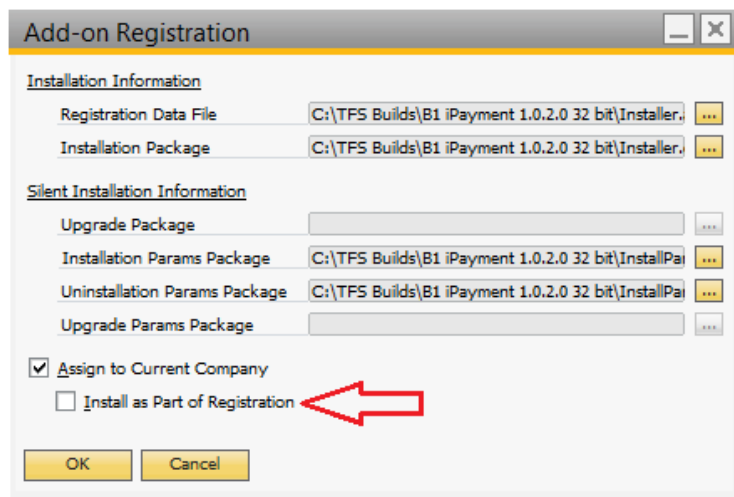 Add-on Registration
Installation Information
Registration Data File C:\TFS Builds\B1 iPayment 1.0.2.0 32 bit\Installer. ...
Installation Package C:\TFS Builds\B1 iPayment 1.0.2.0 32 bit\Installer. ...
Silent Installation Information
Upgrade Package ...
Installation Params Package C:\TFS Builds\B1 iPayment 1.0.2.0 32 bit\InstallPa ...
Uninstallation Params Package C:\TFS Builds\B1 iPayment 1.0.2.0 32 bit\InstallPa ...
Upgrade Params Package ...
Assign to Current Company
Install as Part of Registration
OK Cancel